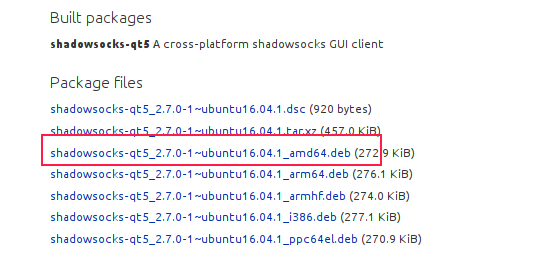 Built packages
shadowsocks-qt5 A cross-platform shadowsocks GUI client
Package files
shadowsocks-qt5_2.7.0-1~ubuntu16.04.1.dsc (920 bytes)
shadowsocks-qt5_2.7.0-1~ubuntu16.04.1.tar.xz (457.0 KiB)
shadowsocks-qt5_2.7.0-1~ubuntu16.04.1_amd64.deb (272.9 KiB)
shadowsocks-qt5_2.7.0-1~ubuntu16.04.1_arm64.deb (276.1 KiB)
shadowsocks-qt5_2.7.0-1~ubuntu16.04.1_armhf.deb (274.0 KiB)
shadowsocks-qt5_2.7.0-1~ubuntu16.04.1_i386.deb (277.1 KiB)
shadowsocks-qt5_2.7.0-1~ubuntu16.04.1_ppc64el.deb (270.9 KiB)